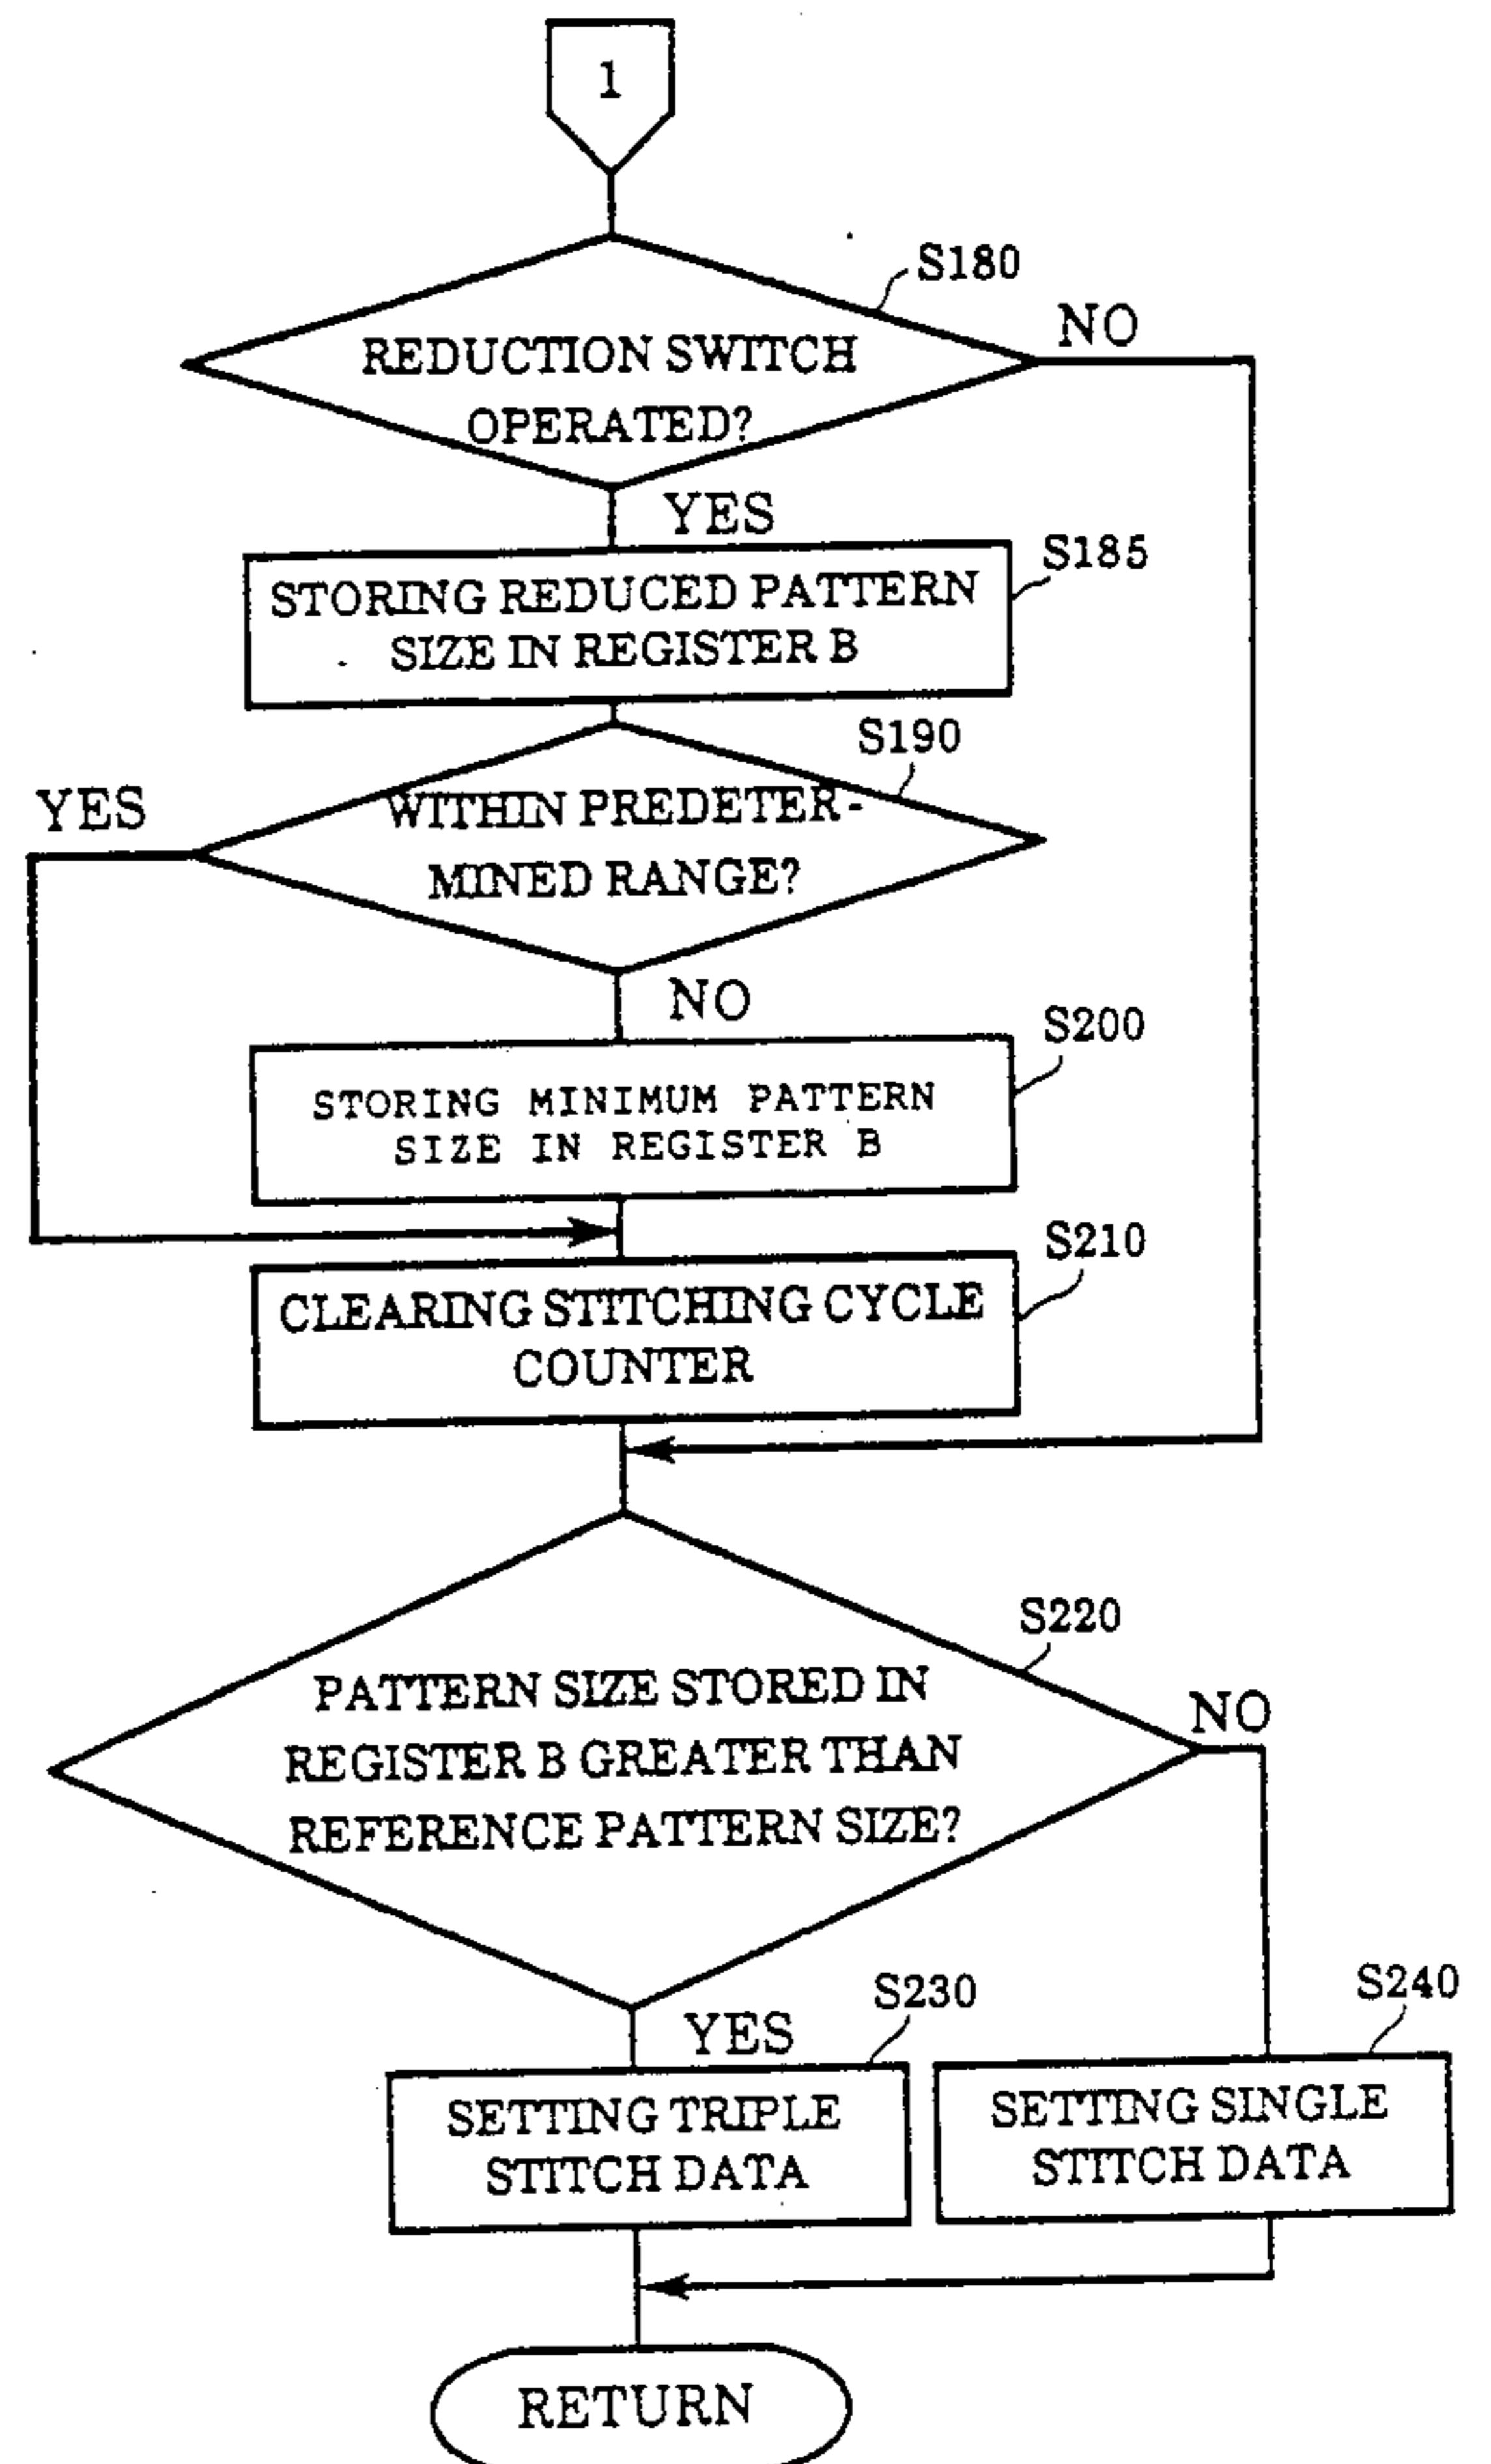 1
S180
NO
REDUCTION SWITCH
OPERATED?
YES
S185
STORING REDUCED PATTERN
SIZE IN REGISTER B
S190
YES
WITHIN PREDETER-
MINED RANGE?
NO
S200
STORING MINIMUM PATTERN
SIZE IN REGISTER B
S210
CLEARING STITCHING CYCLE
COUNTER
S220
PATTERN SIZE STORED IN
REGISTER B GREATER THAN
REFERENCE PATTERN SIZE?
NO
YES
S230
S240
SETTING TRIPLE
STITCH DATA
SETTING SINGLE
STITCH DATA
RETURN